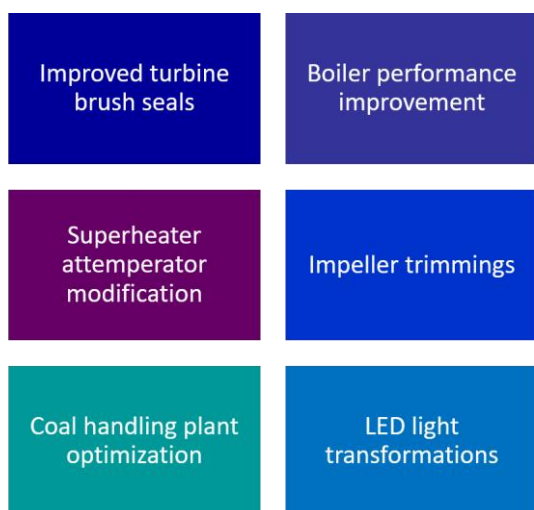 Improved turbine
brush seals
Boiler performance
improvement
Superheater
attemperator
modification
Impeller trimmings
Coal handling plant
optimization
LED light
transformations